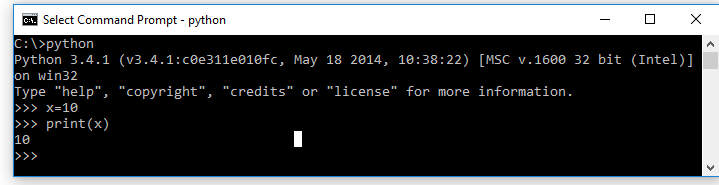 Select Command Prompt - python
C:\>python
Python 3.4.1 (v3.4.1:c0e311e010fc, May 18 2014, 10:38:22) [MSC v.1600 32 bit (Intel)]
on win32
Type "help", "copyright", "credits" or "license" for more information.
>>> x=10
>>> print(x)
10
>>>